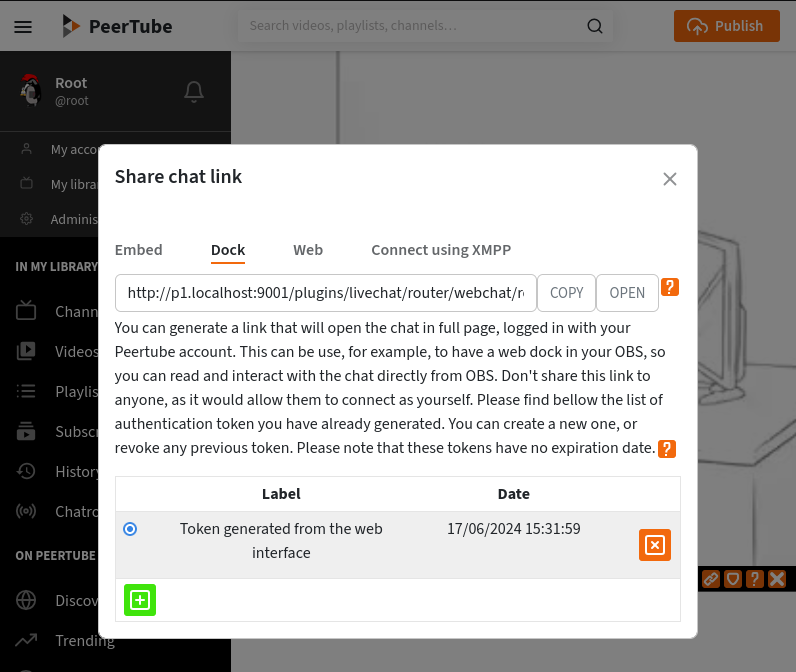 PeerTube
Search videos, playlists, channels…
Publish
Root
@root
My acco
My libra
Adminis
IN MY LIBRARY
Chann
Videos
Playlis
Subscr
History
Chatro
ON PEERTUBE
Discov
Trending
Share chat link
Embed Dock Web Connect using XMPP
http://p1.localhost:9001/plugins/livechat/router/webchat/r
COPY
OPEN
?
You can generate a link that will open the chat in full page, logged in with your
Peertube account. This can be use, for example, to have a web dock in your OBS, so
you can read and interact with the chat directly from OBS. Don't share this link to
anyone, as it would allow them to connect as yourself. Please find bellow the list of
authentication token you have already generated. You can create a new one, or
revoke any previous token. Please note that these tokens have no expiration date. ?
Label Date
Token generated from the web 17/06/2024 15:31:59
interface
?